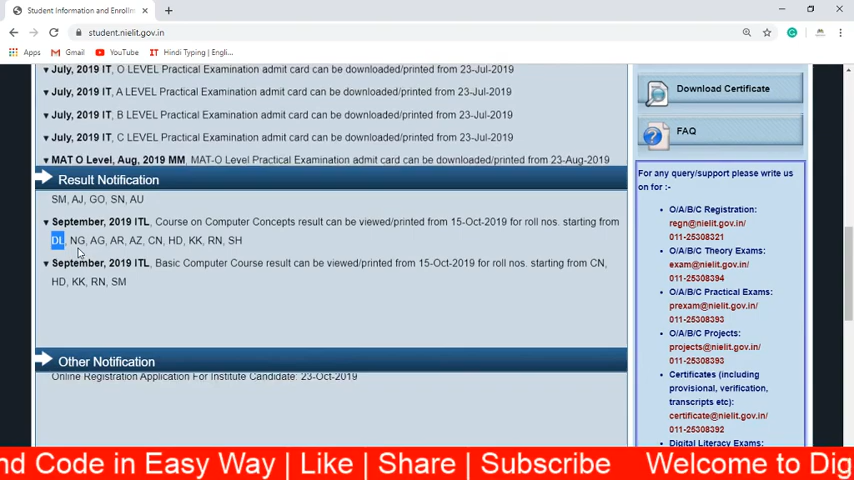 Student Information and Enrollm
student.nielit.gov.in
Apps
Gmail
YouTube
Hindi Typing | Engli...
July, 2019 IT, O LEVEL Practical Examination admit card can be downloaded/printed from 23-Jul-2019
July, 2019 IT, A LEVEL Practical Examination admit card can be downloaded/printed from 23-Jul-2019
July, 2019 IT, B LEVEL Practical Examination admit card can be downloaded/printed from 23-Jul-2019
July, 2019 IT, C LEVEL Practical Examination admit card can be downloaded/printed from 23-Jul-2019
MAT O Level, Aug, 2019 MM, MAT-O Level Practical Examination admit card can be downloaded/printed from 23-Aug-2019
Result Notification
SM, AJ, GO, SN, AU
September, 2019 ITL, Course on Computer Concepts result can be viewed/printed from 15-Oct-2019 for roll nos. starting from
DL, NG, AG, AR, AZ, CN, HD, KK, RN, SH
September, 2019 ITL, Basic Computer Course result can be viewed/printed from 15-Oct-2019 for roll nos. starting from CN,
HD, KK, RN, SM
Other Notification
Online Registration Application For Institute Candidate: 23-Oct-2019
Download Certificate
FAQ
For any query/support please write us
on for :-
O/A/B/C Registration:
regn@nielit.gov.in/
011-25308321
O/A/B/C Theory Exams:
exam@nielit.gov.in/
011-25308394
O/A/B/C Practical Exams:
prexam@nielit.gov.in/
011-25308393
O/A/B/C Projects:
projects@nielit.gov.in/
011-25308393
Certificates (including
provisional, verification,
transcripts etc):
certificate@nielit.gov.in/
011-25308392
Digital Literacy Exams:
nd Code in Easy Way | Like | Share | Subscribe Welcome to Dig